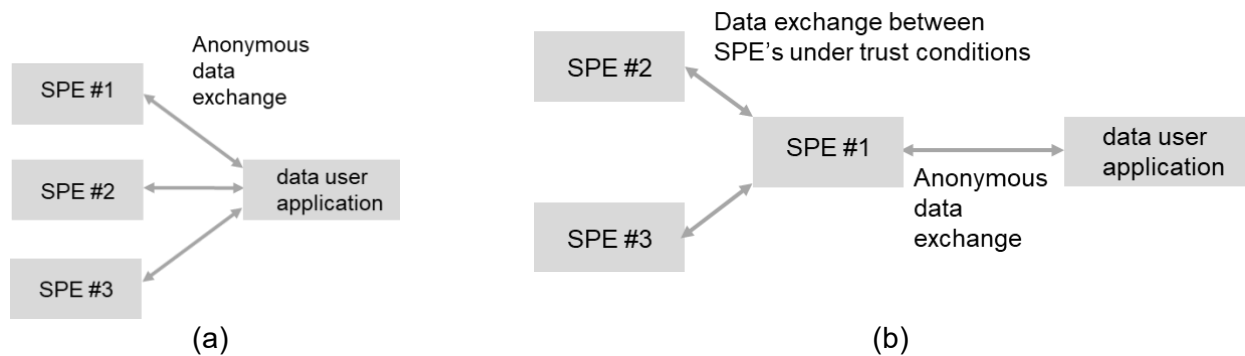 Anonymous
data
exchange
SPE #1
SPE #2
SPE #3
data user
application
(a)
Data exchange between
SPE's under trust conditions
SPE #2
SPE #1
SPE #3
data user
application
Anonymous
data
exchange
(b)